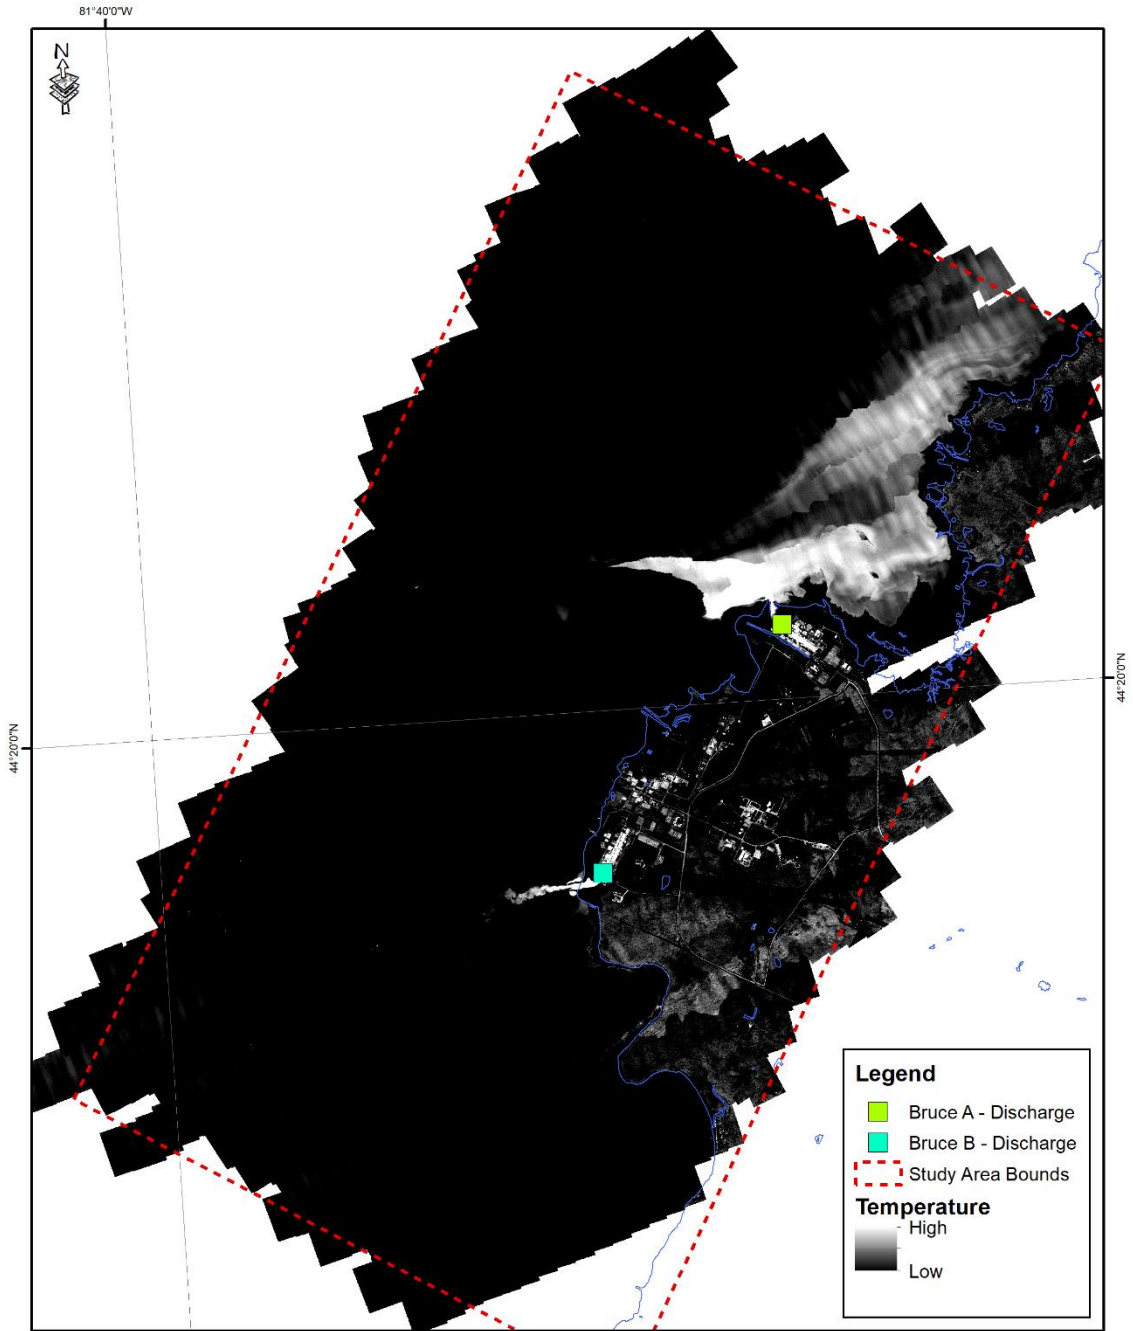 81°40'0"W
N
44°20'0"N
44°20'0"N
Legend
Bruce A - Discharge
Bruce B - Discharge
Study Area Bounds
Temperature
High
Low